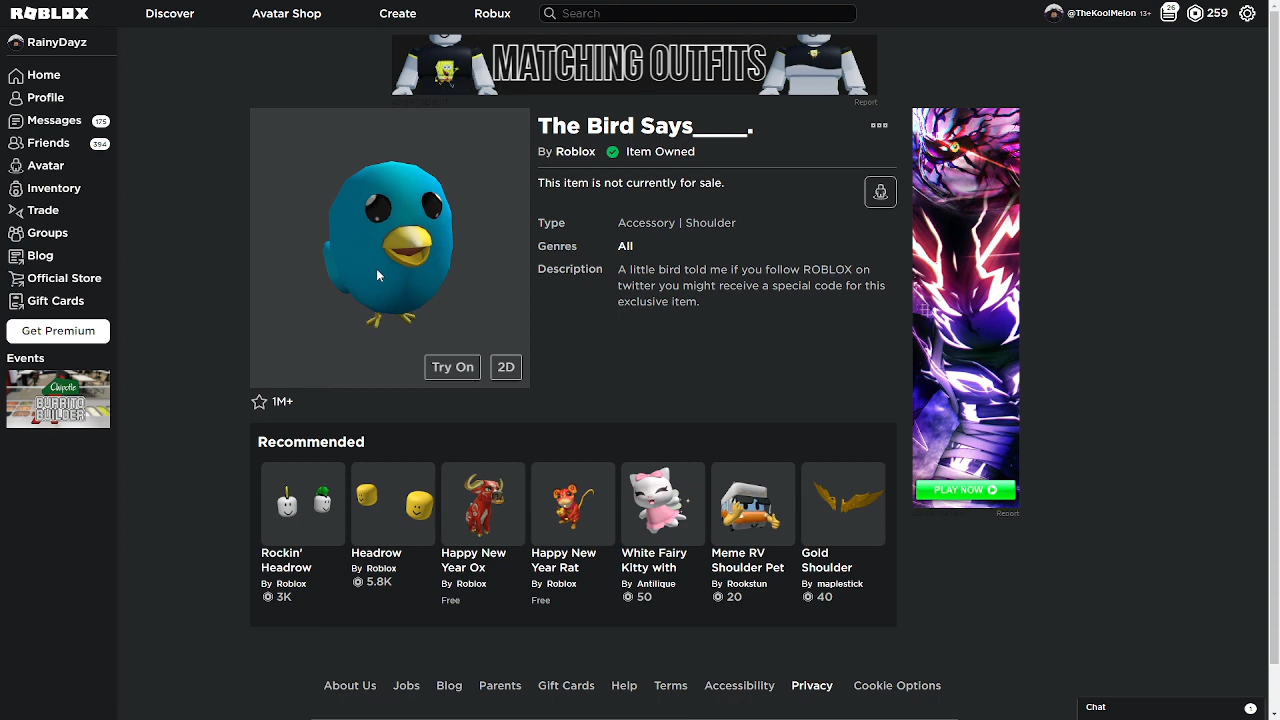 ROBLOX Discover Avatar Shop Create Robux Search @TheKoolMelon 13+ 26 259
RainyDayz
Home
Profile
Messages 175
Friends 394
Avatar
Inventory
Trade
Groups
Blog
Official Store
Gift Cards
Get Premium
Events
Chipotle
BURRITO
BUILDER
MATCHING OUTFITS
Report
The Bird Says____.
By Roblox Item Owned
This item is not currently for sale.
Type Accessory | Shoulder
Genres All
Description A little bird told me if you follow ROBLOX on
twitter you might receive a special code for this
exclusive item.
Try On 2D
1M+
PLAY NOW
Report
Recommended
Rockin'
Headrow
By Roblox
3K
Headrow
By Roblox
5.8K
Happy New
Year Ox
By Roblox
Free
Happy New
Year Rat
By Roblox
Free
White Fairy
Kitty with
By Antilique
50
Meme RV
Shoulder Pet
By Rookstun
20
Gold
Shoulder
By maplestick
40
About Us Jobs Blog Parents Gift Cards Help Terms Accessibility Privacy Cookie Options
Chat 1